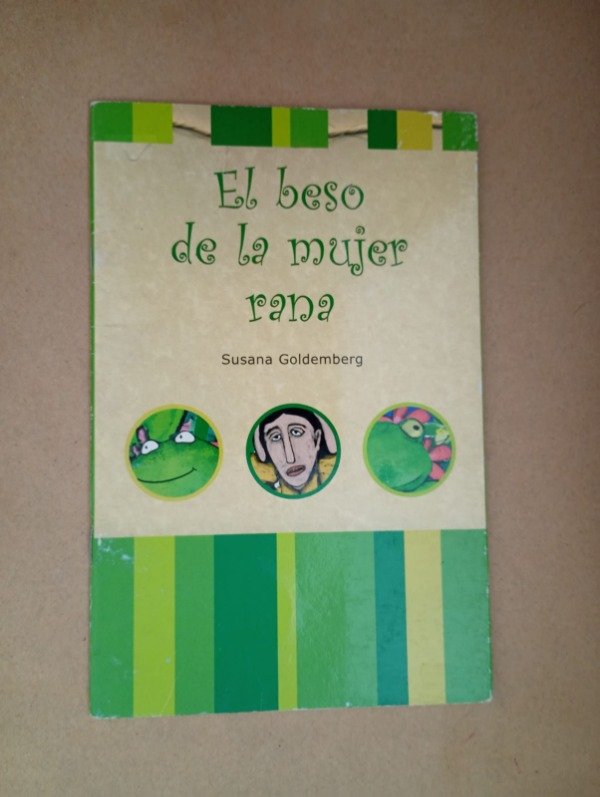 El beso
de la mujer
rana
Susana Goldemberg